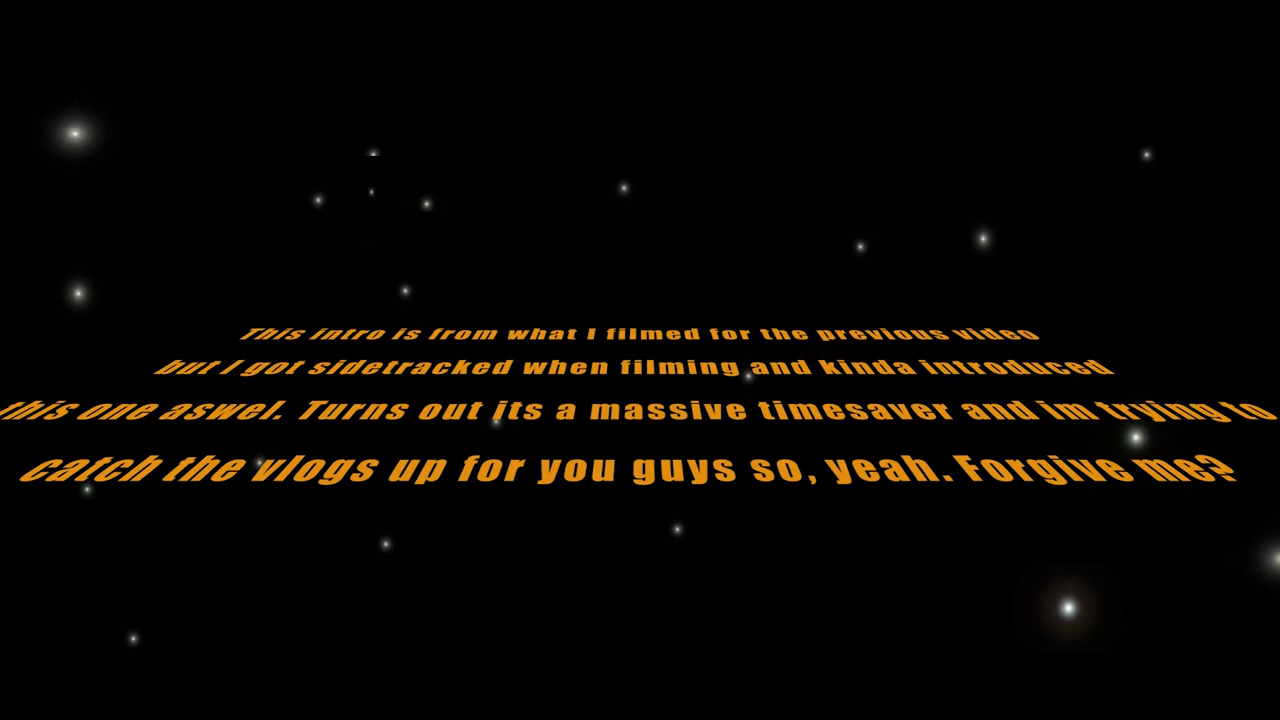 This intro is from what I filmed for the previous video
but I got sidetracked when filming and kinda introduced
this one aswel. Turns out its a massive timesaver and im trying to
catch the vlogs up for you guys so, yeah. Forgive me?